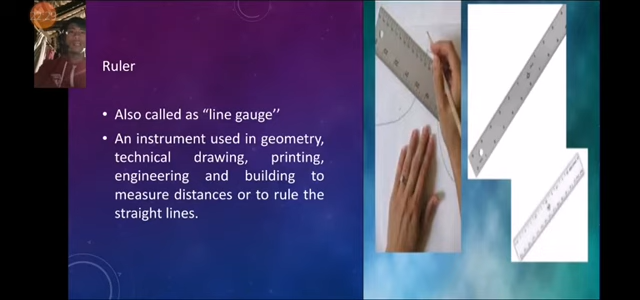 Ruler
• Also called as “line gauge’’
• An instrument used in geometry,
technical drawing, printing,
engineering and building to
measure distances or to rule the
straight lines.